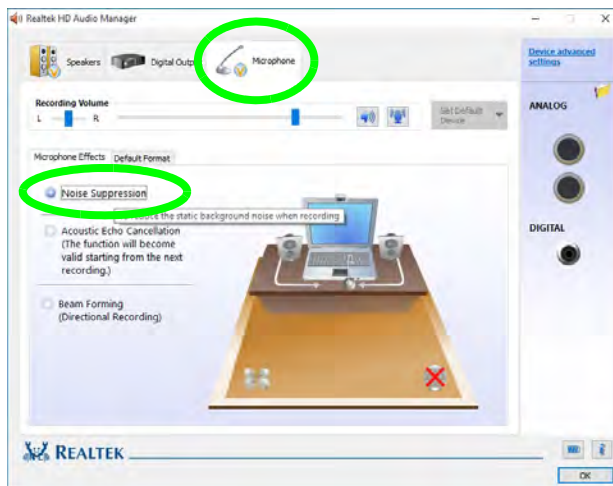 Realtek HD Audio Manager
Speakers
Digital Outp
Microphone
Device advanced
settings
Recording Volume
L
R
Set Default
Device
ANALOG
Microphone Effects
Default Format
Noise Suppression
the static background noise when recording
Acoustic Echo Cancellation
(The function will become
valid starting from the next
recording.)
Beam Forming
(Directional Recording)
DIGITAL
REALTEK
OK